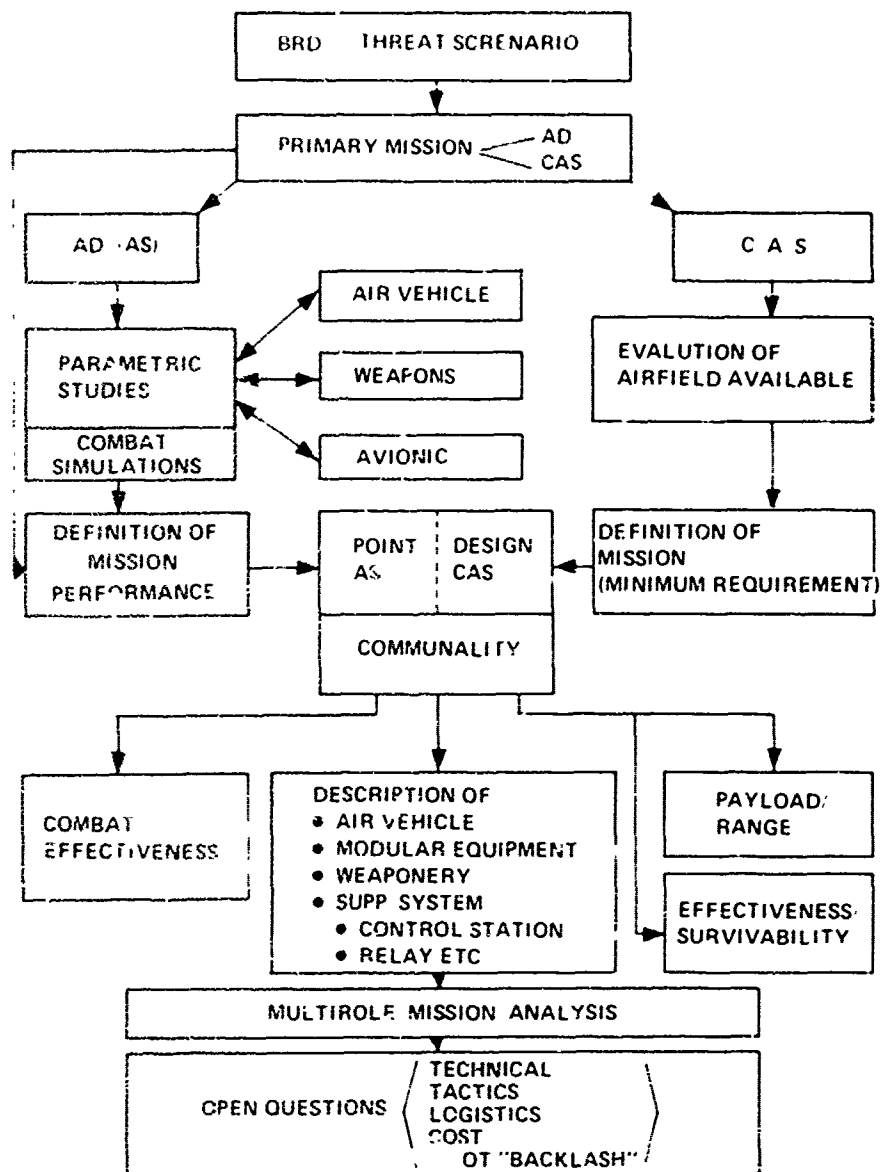 BRD THREAT SCRENARIO
PRIMARY MISSION
AD
CAS
AD (AS)
C A S
AIR VEHICLE
PARAMETRIC
STUDIES
WEAPONS
EVALUTION OF
AIRFIELD AVAILABLE
COMBAT
SIMULATIONS
AVIONIC
DEFINITION OF
MISSION
PERFORMANCE
POINT
AS
DESIGN
CAS
DEFINITION OF
MISSION
(MINIMUM REQUIREMENT)
COMMUNALITY
COMBAT
EFFECTIVENESS
DESCRIPTION OF
• AIR VEHICLE
• MODULAR EQUIPMENT
• WEAPONERY
• SUPP SYSTEM
• CONTROL STATION
• RELAY ETC
PAYLOAD/
RANGE
EFFECTIVENESS/
SURVIVABILITY
MULTIROLE MISSION ANALYSIS
OPEN QUESTIONS
TECHNICAL
TACTICS
LOGISTICS
COST
"BACKLASH"